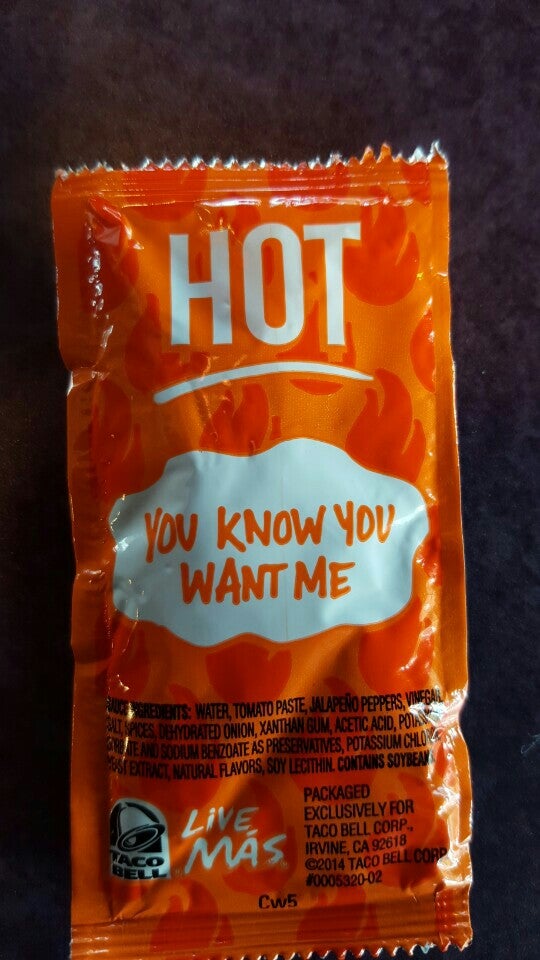 HOT
YOU KNOW YOU
WANT ME
INGREDIENTS: WATER, TOMATO PASTE, JALAPEÑO PEPPERS, VINEGAR,
SALT, SPICES, DEHYDRATED ONION, XANTHAN GUM, ACETIC ACID,
AND SODIUM BENZOATE AS PRESERVATIVES, POTASSIUM
EXTRACT, NATURAL FLAVORS, SOY LECITHIN. CONTAINS
TACO
BELL
LIVE
MÁS
PACKAGED
EXCLUSIVELY FOR
TACO BELL CORP.,
IRVINE, CA 92618
©2014 TACO BELL CORP
#0005320-02
CW5